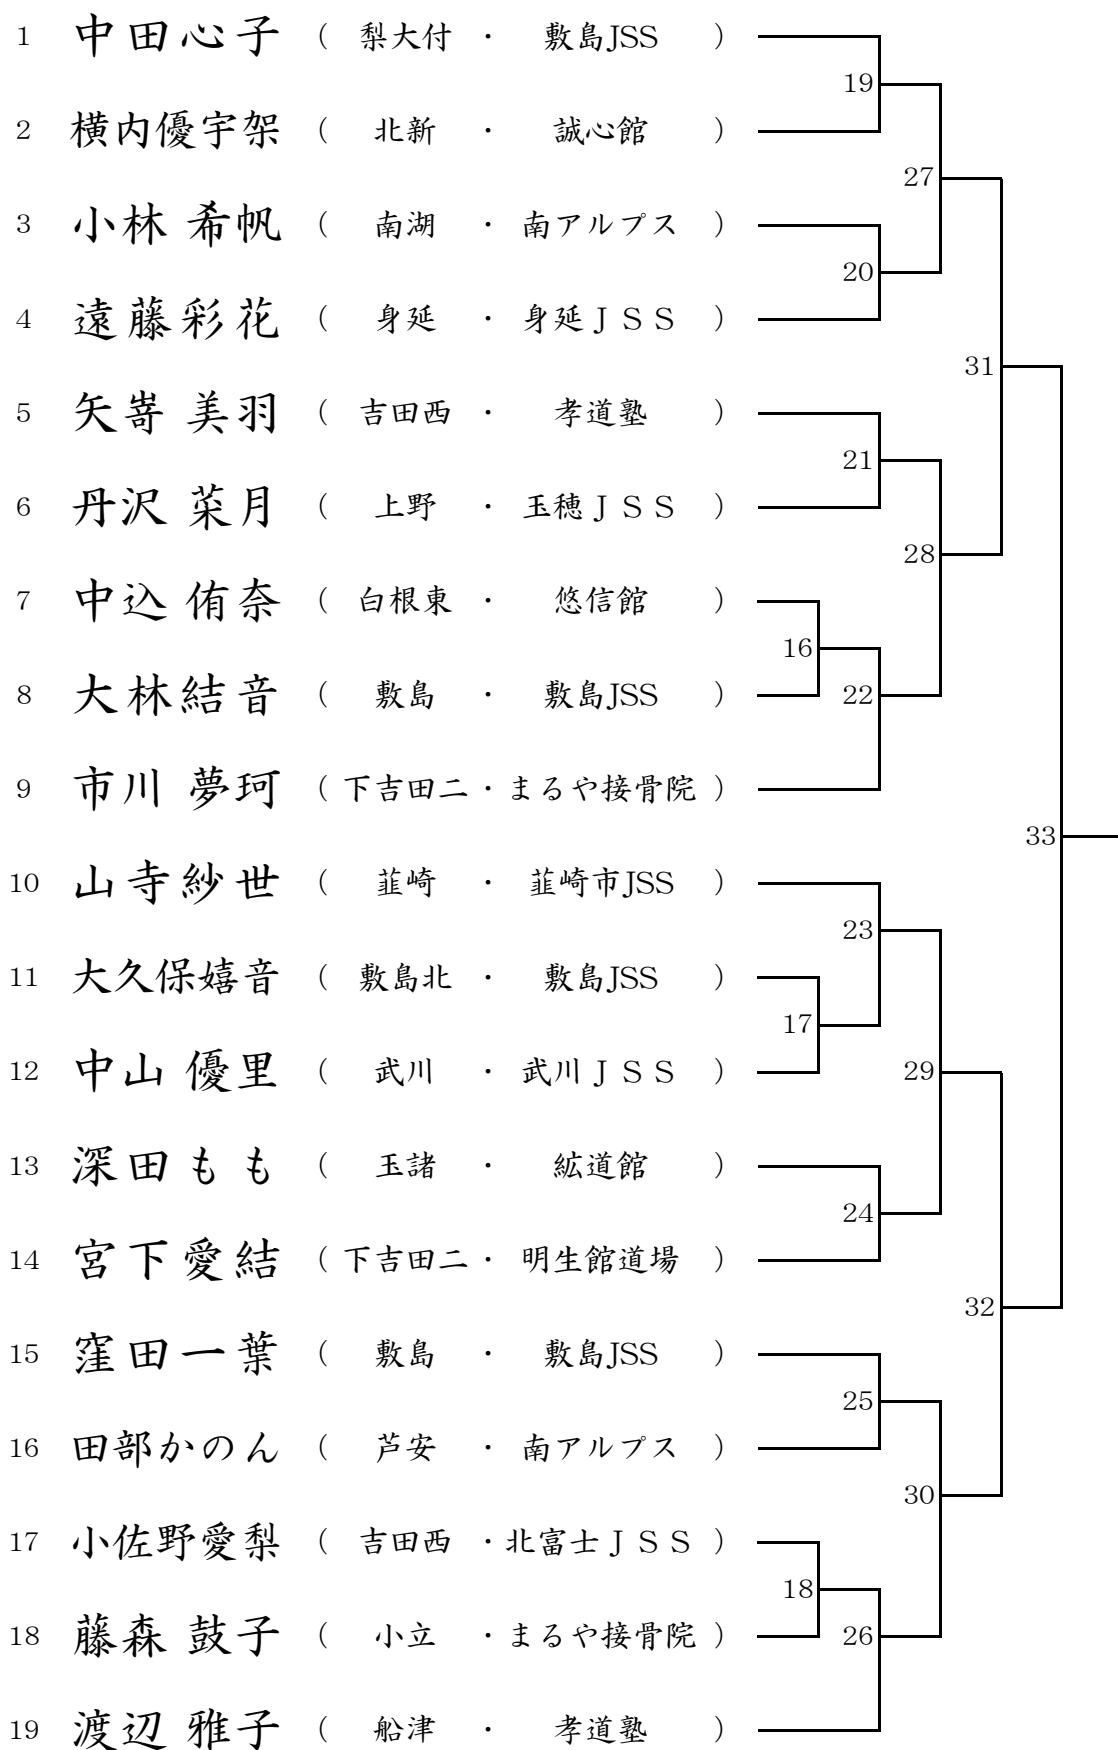 1 中田心子 ( 梨大付 ・ 敷島JSS )
19
2 横内優宇架 ( 北新 ・ 誠心館 )
27
3 小林 希帆 ( 南湖 ・ 南アルプス )
20
4 遠藤彩花 ( 身延 ・ 身延ＪＳＳ )
31
5 矢嵜 美羽 ( 吉田西 ・ 孝道塾 )
21
6 丹沢 菜月 ( 上野 ・ 玉穂ＪＳＳ )
28
7 中込 侑奈 ( 白根東 ・ 悠信館 )
16
8 大林結音 ( 敷島 ・ 敷島JSS )
22
9 市川 夢珂 ( 下吉田二 ・ まるや接骨院 )
33
10 山寺紗世 ( 韮崎 ・ 韮崎市JSS )
23
11 大久保嬉音 ( 敷島北 ・ 敷島JSS )
17
12 中山 優里 ( 武川 ・ 武川ＪＳＳ )
29
13 深田もも ( 玉諸 ・ 紘道館 )
24
14 宮下愛結 ( 下吉田二 ・ 明生館道場 )
32
15 窪田一葉 ( 敷島 ・ 敷島JSS )
25
16 田部かのん ( 芦安 ・ 南アルプス )
30
17 小佐野愛梨 ( 吉田西 ・ 北富士ＪＳＳ )
18
18 藤森 鼓子 ( 小立 ・ まるや接骨院 )
26
19 渡辺 雅子 ( 船津 ・ 孝道塾 )